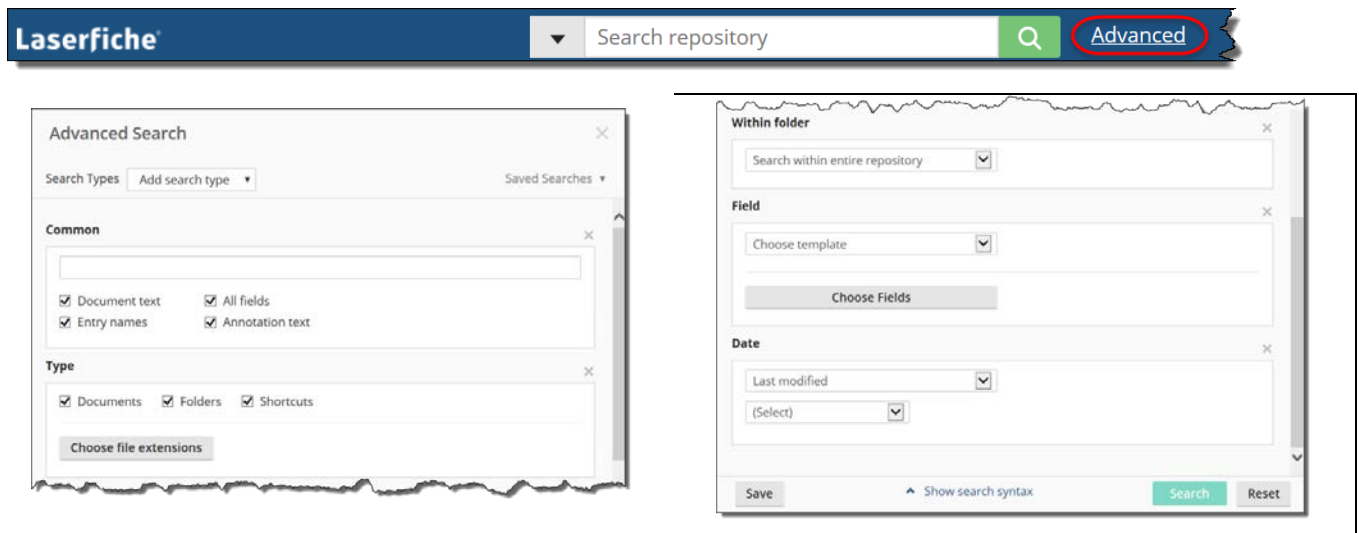 Laserfiche Search repository Advanced
Advanced Search
Search Types Add search type Saved Searches
Common
Document text All fields
Entry names Annotation text
Type
Documents Folders Shortcuts
Choose file extensions
Within folder
Search within entire repository
Field
Choose template
Choose Fields
Date
Last modified
(Select)
Save Show search syntax Search Reset